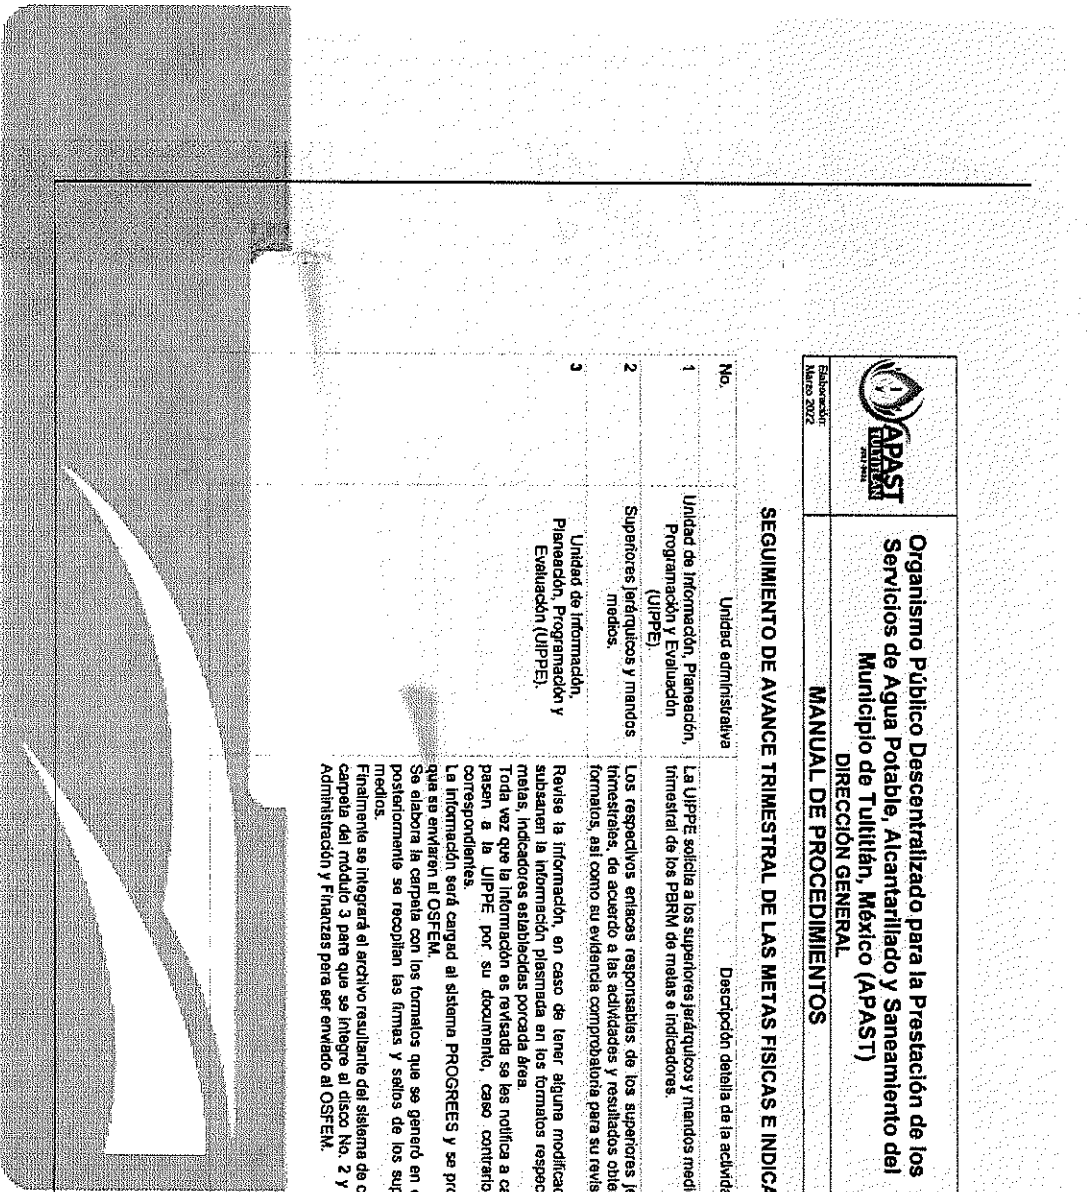 APAST
TULTITLÁN
Organismo Público Descentralizado para la Prestación de los
Servicios de Agua Potable, Alcantarillado y Saneamiento del
Municipio de Tultitlán, México (APAST)
DIRECCIÓN GENERAL
Elaboración:
Marzo 2022
MANUAL DE PROCEDIMIENTOS
SEGUIMIENTO DE AVANCE TRIMESTRAL DE LAS METAS FISICAS E INDICA
No. Unidad administrativa Descripción detalla de la activida
1 Unidad de Información, Planeación,
Programación y Evaluación
(UIPPE)
La UIPPE solicita a los superiores jerárquicos y mandos medi
trimestral de los PBRM de metas e indicadores.
2 Superiores jerárquicos y mandos
medios.
Los respectivos enlaces responsables de los superiores je
trimestrales, de acuerdo a las actividades y resultados obte
formatos, así como su evidencia comprobatoria para su revis
3 Unidad de Información,
Planeación, Programación y
Evaluación (UIPPE).
Revise la información, en caso de tener alguna modificac
subsanen la información plasmada en los formatos respec
metas, indicadores establecidas porcada área.
Toda vez que la información es revisada se les notifica a ca
pasen a la UIPPE por su documento, caso contrario
correspondientes.
La información será cargad al sistema PROGREES y se pro
que se enviaren al OSFEM.
Se elabora la carpeta con los formatos que se generó en
posteriormente se recopilan las firmas y sellos de los sup
medios.
Finalmente se integrará el archivo resultante del sistema de c
carpeta del módulo 3 para que se integre al disco No. 2 y
Administración y Finanzas para ser enviado al OSFEM.